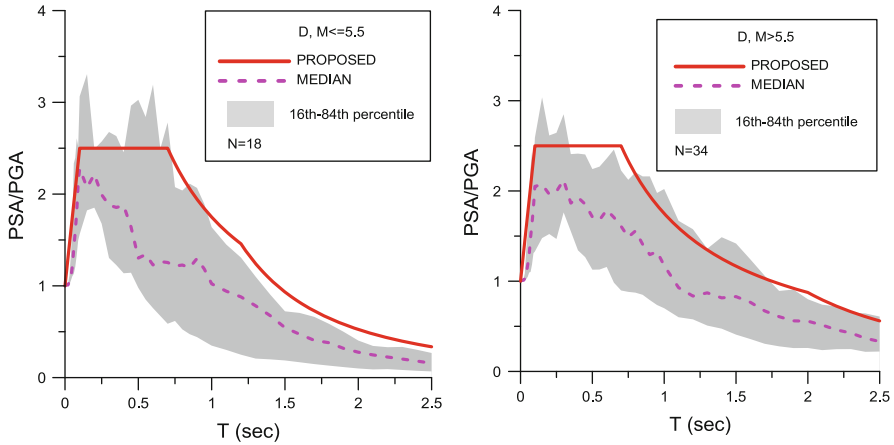 D, M<=5.5
PROPOSED
MEDIAN
16th-84th percentile
N=18
PSA/PGA
4
3
2
1
0
0 0.5 1 1.5 2 2.5
T (sec)
D, M>5.5
PROPOSED
MEDIAN
16th-84th percentile
N=34
PSA/PGA
4
3
2
1
0
0 0.5 1 1.5 2 2.5
T (sec)